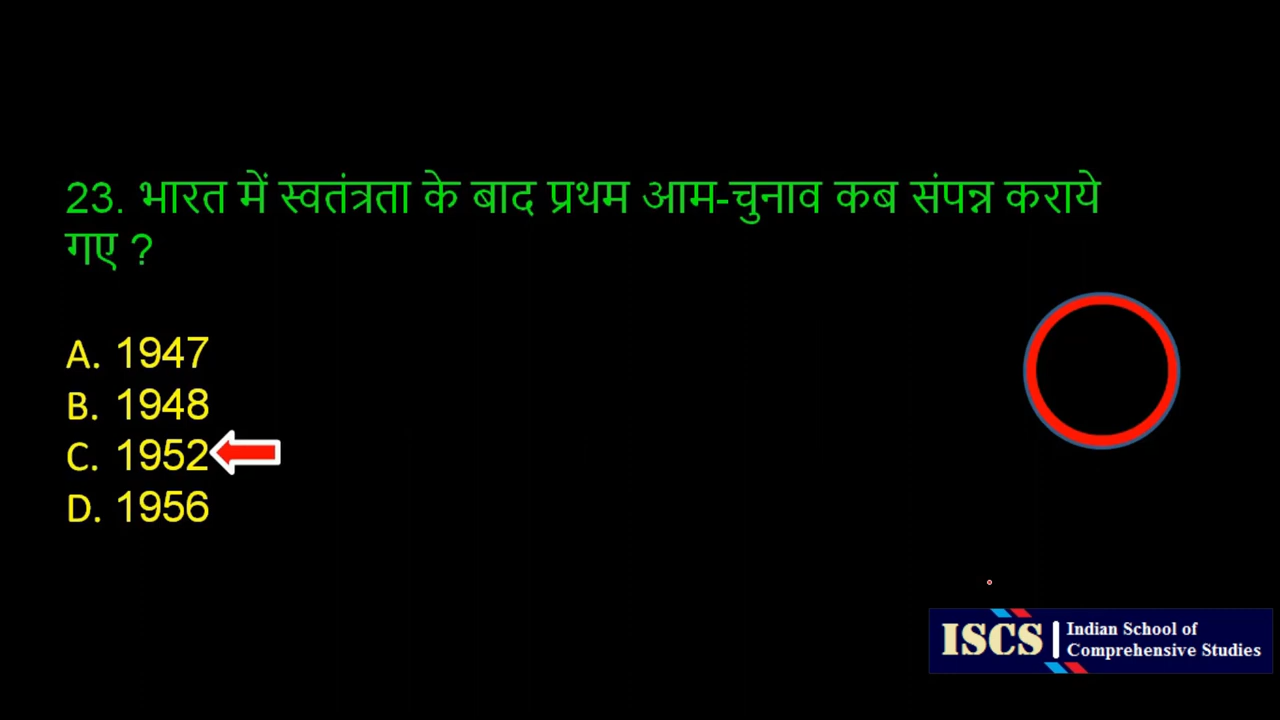 23. भारत में स्वतंत्रता के बाद प्रथम आम-चुनाव कब संपन्न कराये
गए ?
A. 1947
B. 1948
C. 1952
D. 1956
ISCS
Indian School of
Comprehensive Studies